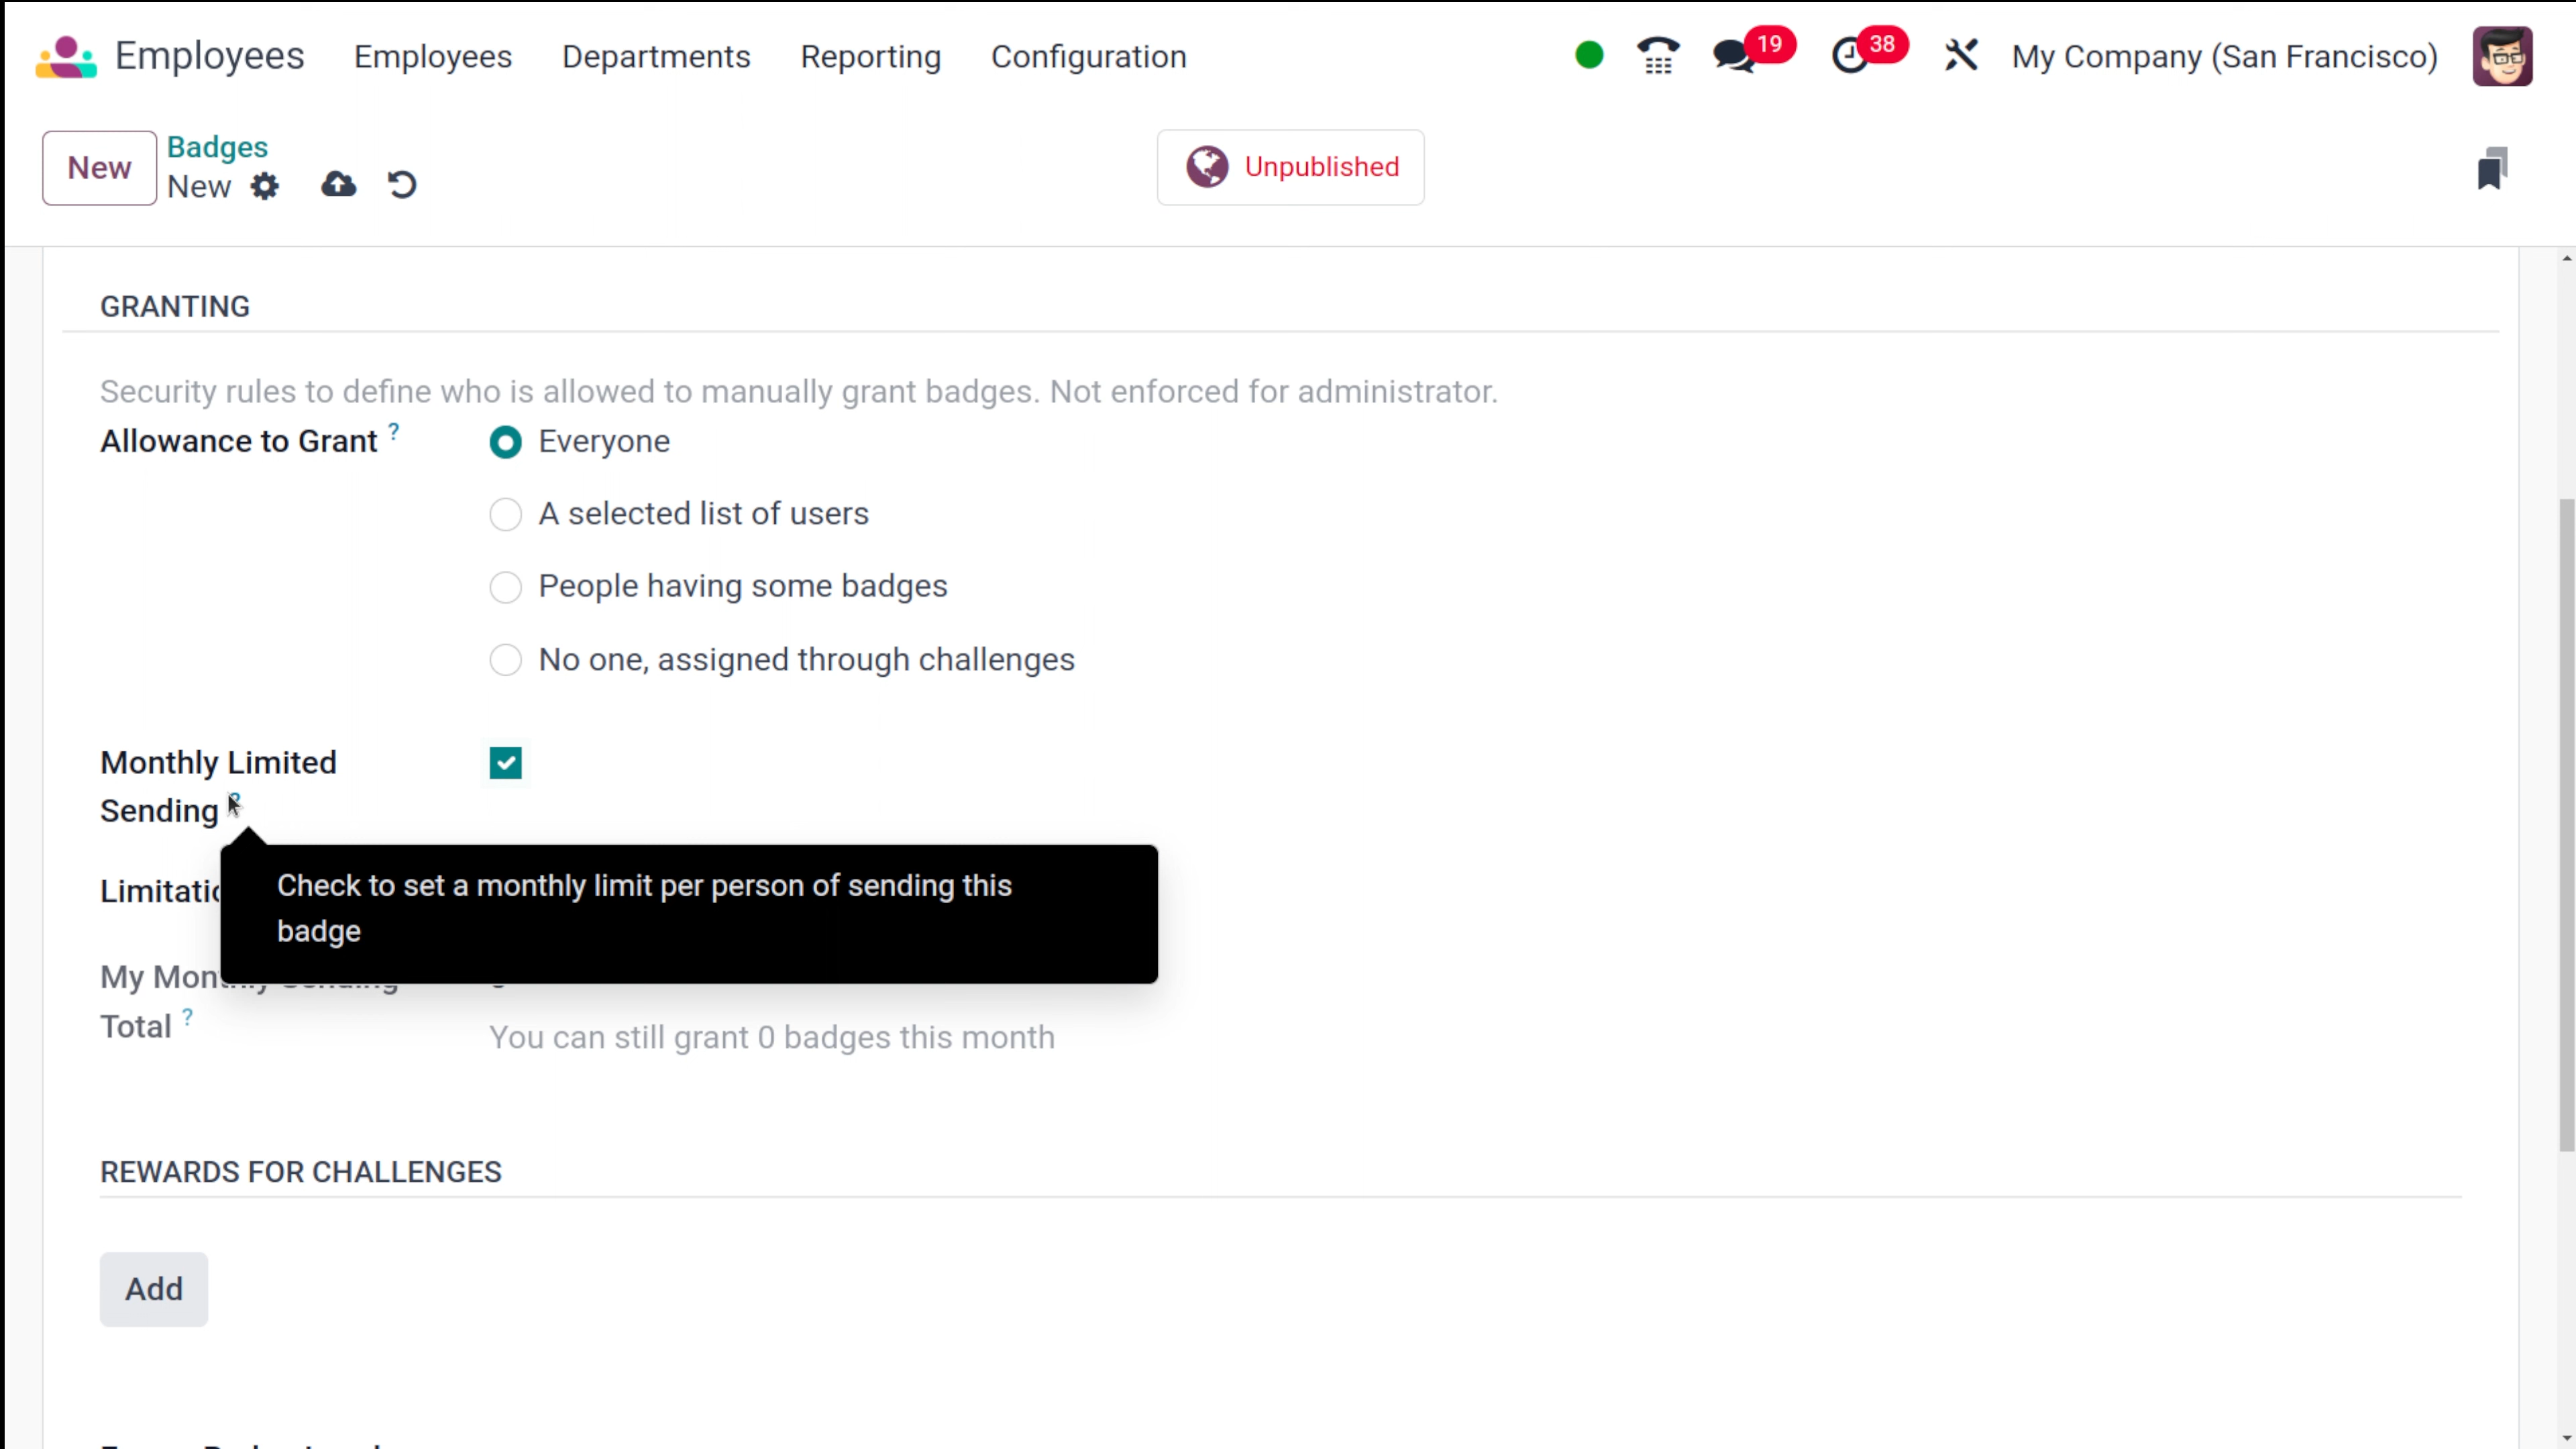 Employees Employees Departments Reporting Configuration 19 38 My Company (San Francisco)
New Badges
New
Unpublished
GRANTING
Security rules to define who is allowed to manually grant badges. Not enforced for administrator.
Allowance to Grant ? Everyone
A selected list of users
People having some badges
No one, assigned through challenges
Monthly Limited
Sending ?
Check to set a monthly limit per person of sending this
badge
My
Total ?
You can still grant 0 badges this month
REWARDS FOR CHALLENGES
Add